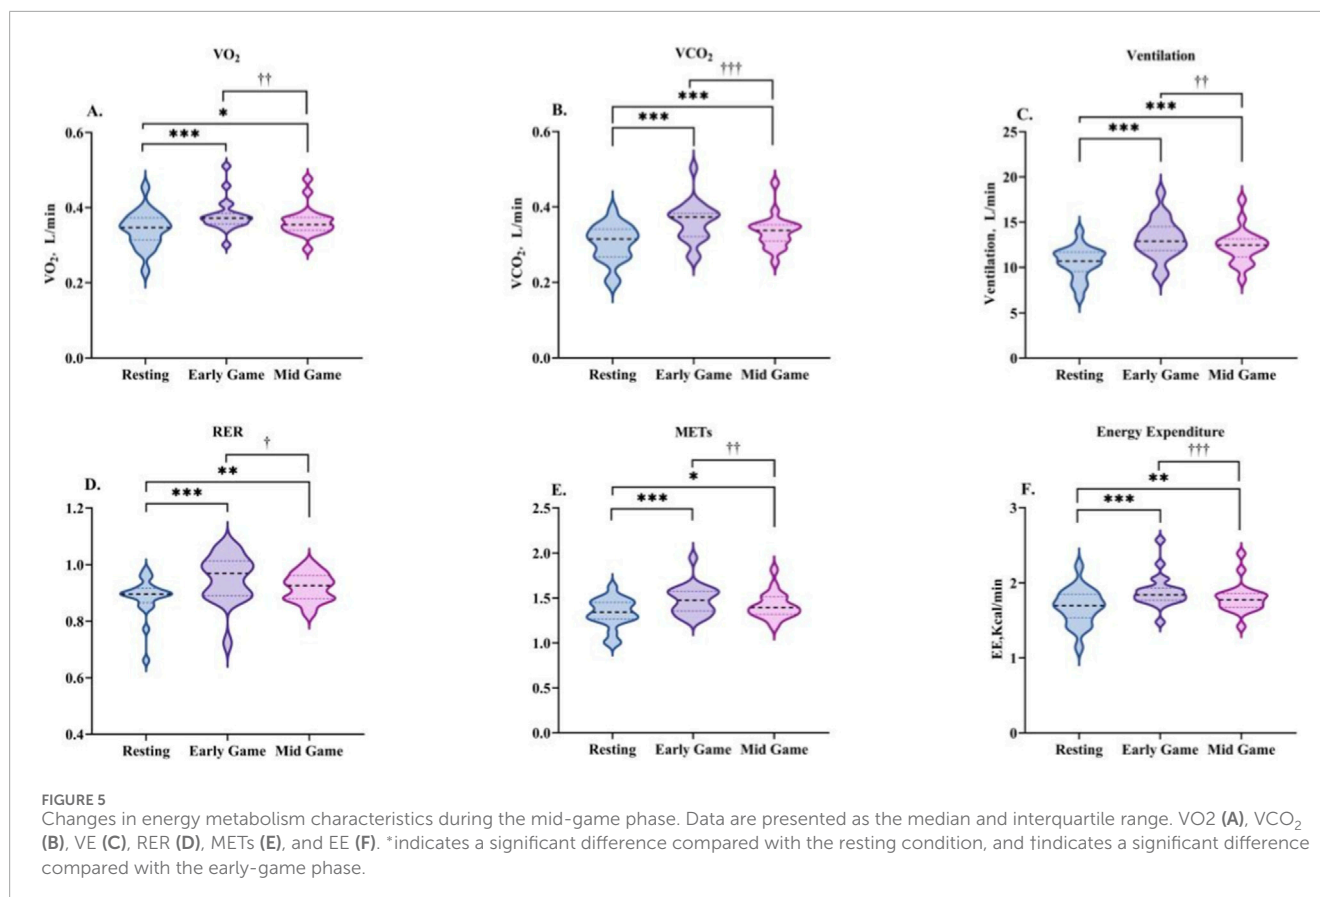 VO₂
††
A.
*
***
0.6
0.4
0.2
0.0
VO₂, L/min
Resting Early Game Mid Game
VCO₂
†††
B.
***
***
0.6
0.4
0.2
0.0
VCO₂, L/min
Resting Early Game Mid Game
Ventilation
††
C.
***
***
25
20
15
10
5
0
Ventilation, L/min
Resting Early Game Mid Game
RER
†
D.
**
***
1.2
1.0
0.8
0.6
0.4
Resting Early Game Mid Game
METs
††
E.
*
***
2.5
2.0
1.5
1.0
0.5
0.0
Resting Early Game Mid Game
Energy Expenditure
†††
F.
**
***
3
2
1
0
EE,Kcal/min
Resting Early Game Mid Game
FIGURE 5
Changes in energy metabolism characteristics during the mid-game phase. Data are presented as the median and interquartile range. VO2 (A), VCO₂
(B), VE (C), RER (D), METs (E), and EE (F). *indicates a significant difference compared with the resting condition, and †indicates a significant difference
compared with the early-game phase.